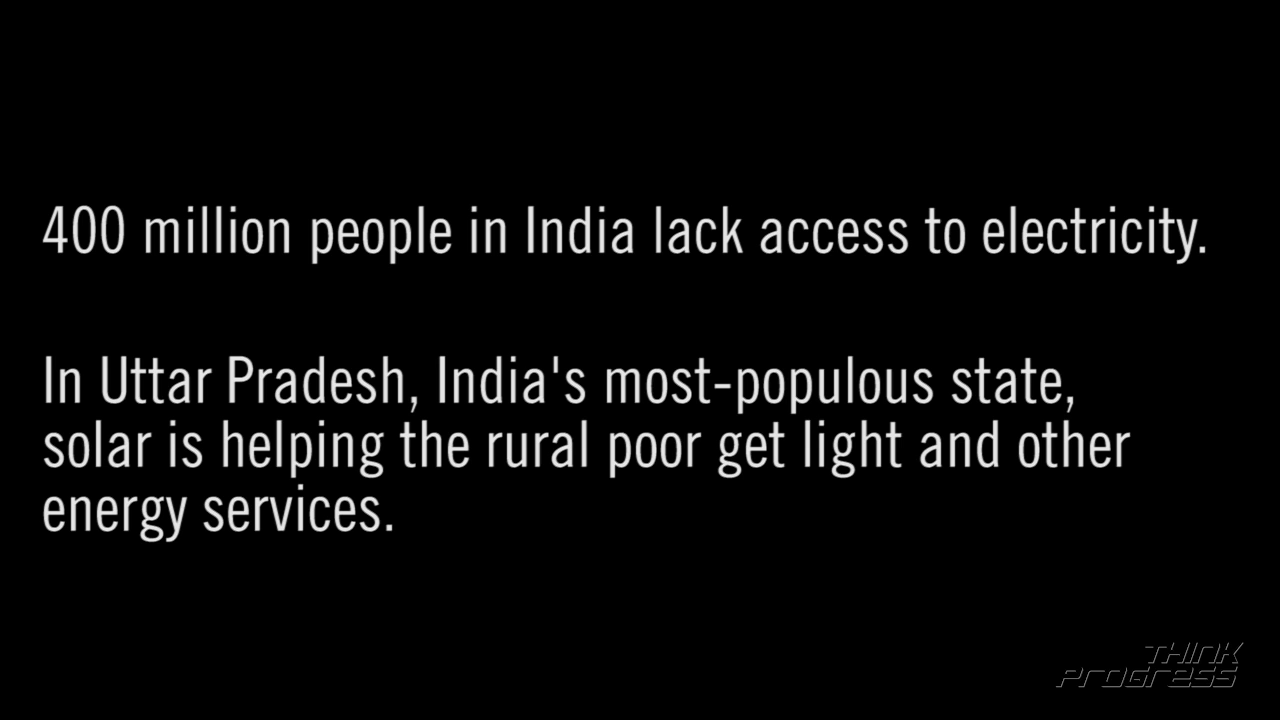 400 million people in India lack access to electricity.
In Uttar Pradesh, India's most-populous state,
solar is helping the rural poor get light and other
energy services.
THINK
PROGRESS